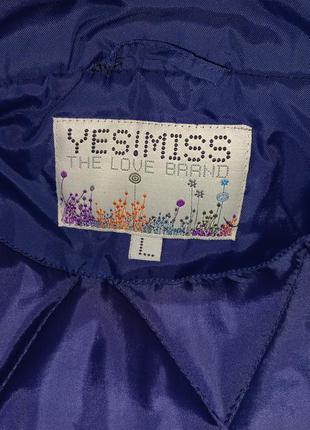 YES!MISS
THE LOVE BRAND
L